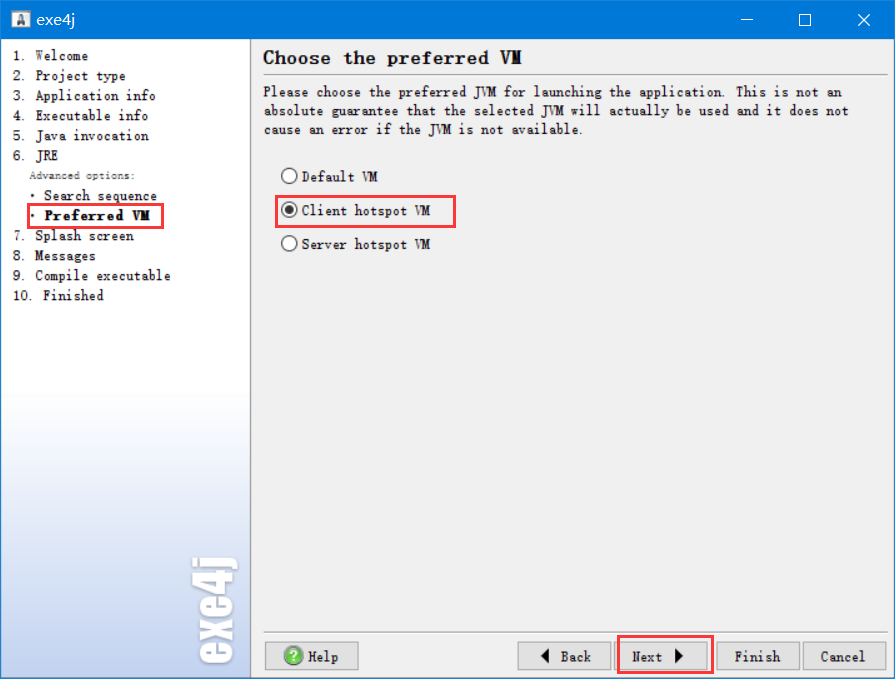 exe4j
1. Welcome
2. Project type
3. Application info
4. Executable info
5. Java invocation
6. JRE
Advanced options:
· Search sequence
· Preferred VM
7. Splash screen
8. Messages
9. Compile executable
10. Finished
exe4j
Choose the preferred VM
Please choose the preferred JVM for launching the application. This is not an
absolute guarantee that the selected JVM will actually be used and it does not
cause an error if the JVM is not available.
Default VM
Client hotspot VM
Server hotspot VM
Help
Back
Next
Finish
Cancel